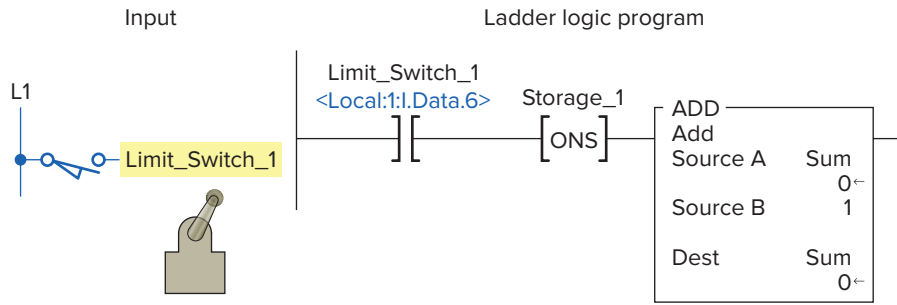 Input
Ladder logic program
L1
Limit_Switch_1
Limit_Switch_1
<Local:1:I.Data.6>
Storage_1
ONS
ADD
Add
Source A Sum
0←
Source B 1
Dest Sum
0←